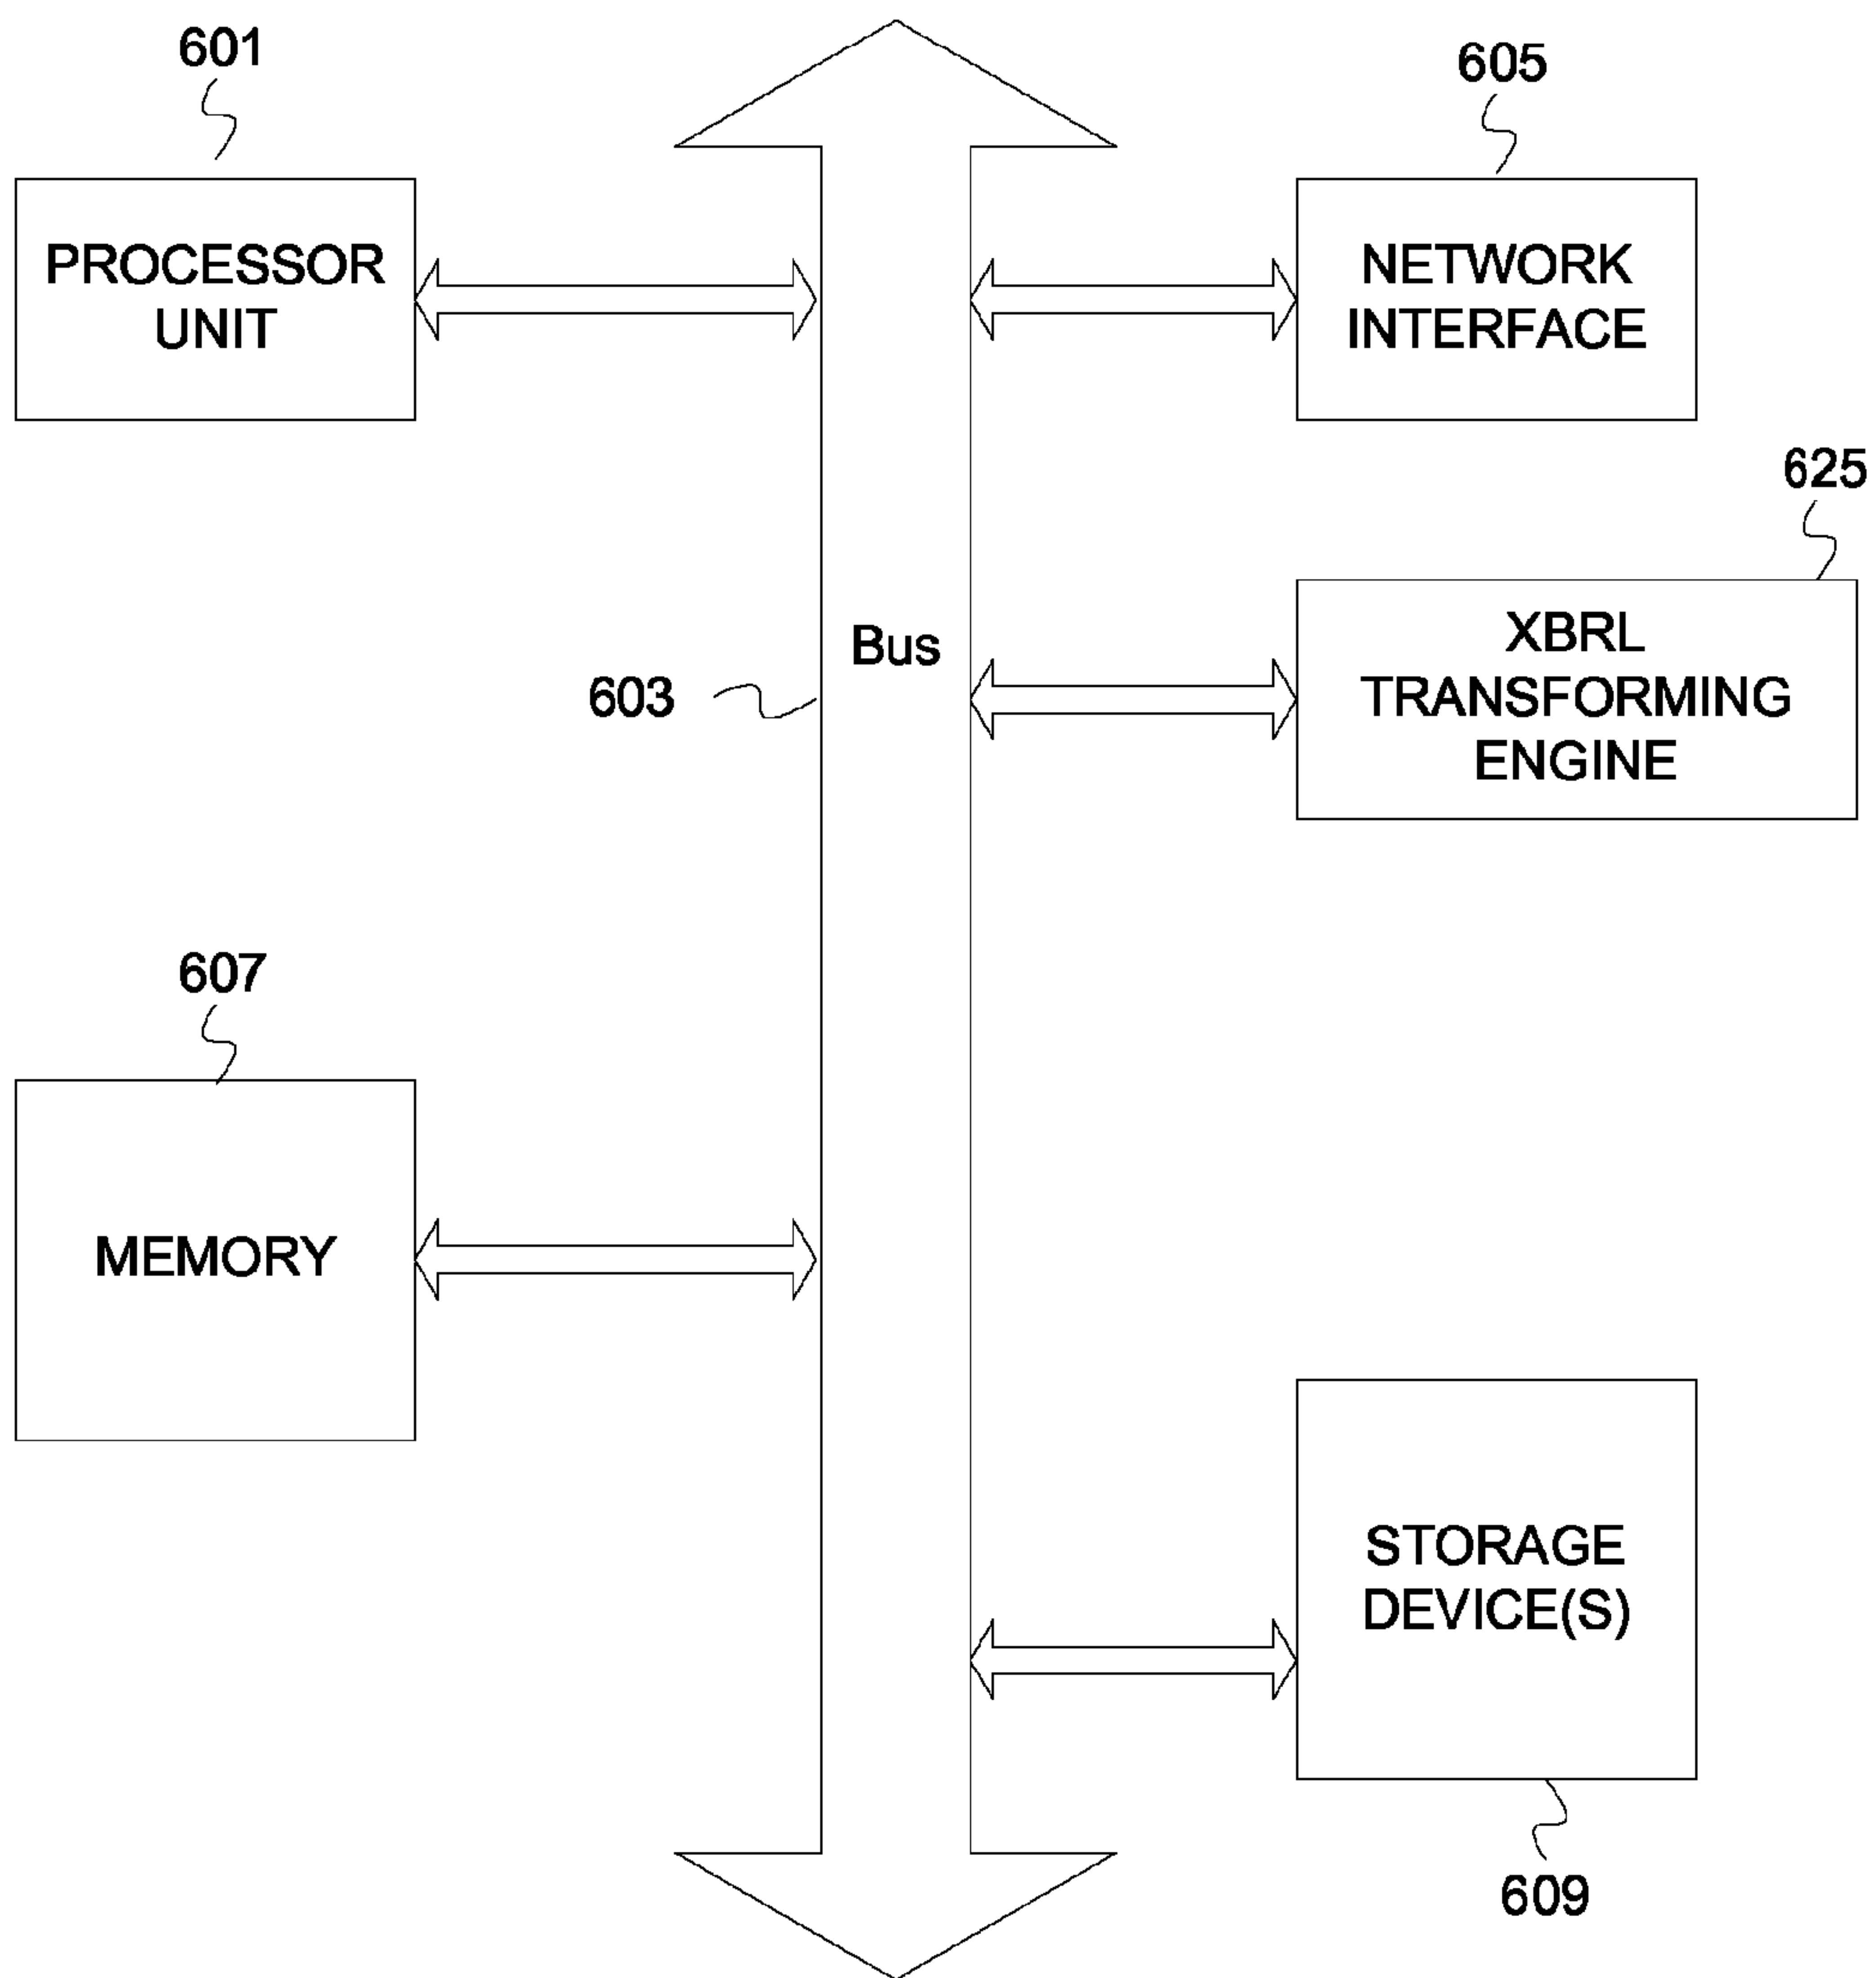 601
605
PROCESSOR
UNIT
NETWORK
INTERFACE
625
Bus
603
XBRL
TRANSFORMING
ENGINE
607
MEMORY
STORAGE
DEVICE(S)
609